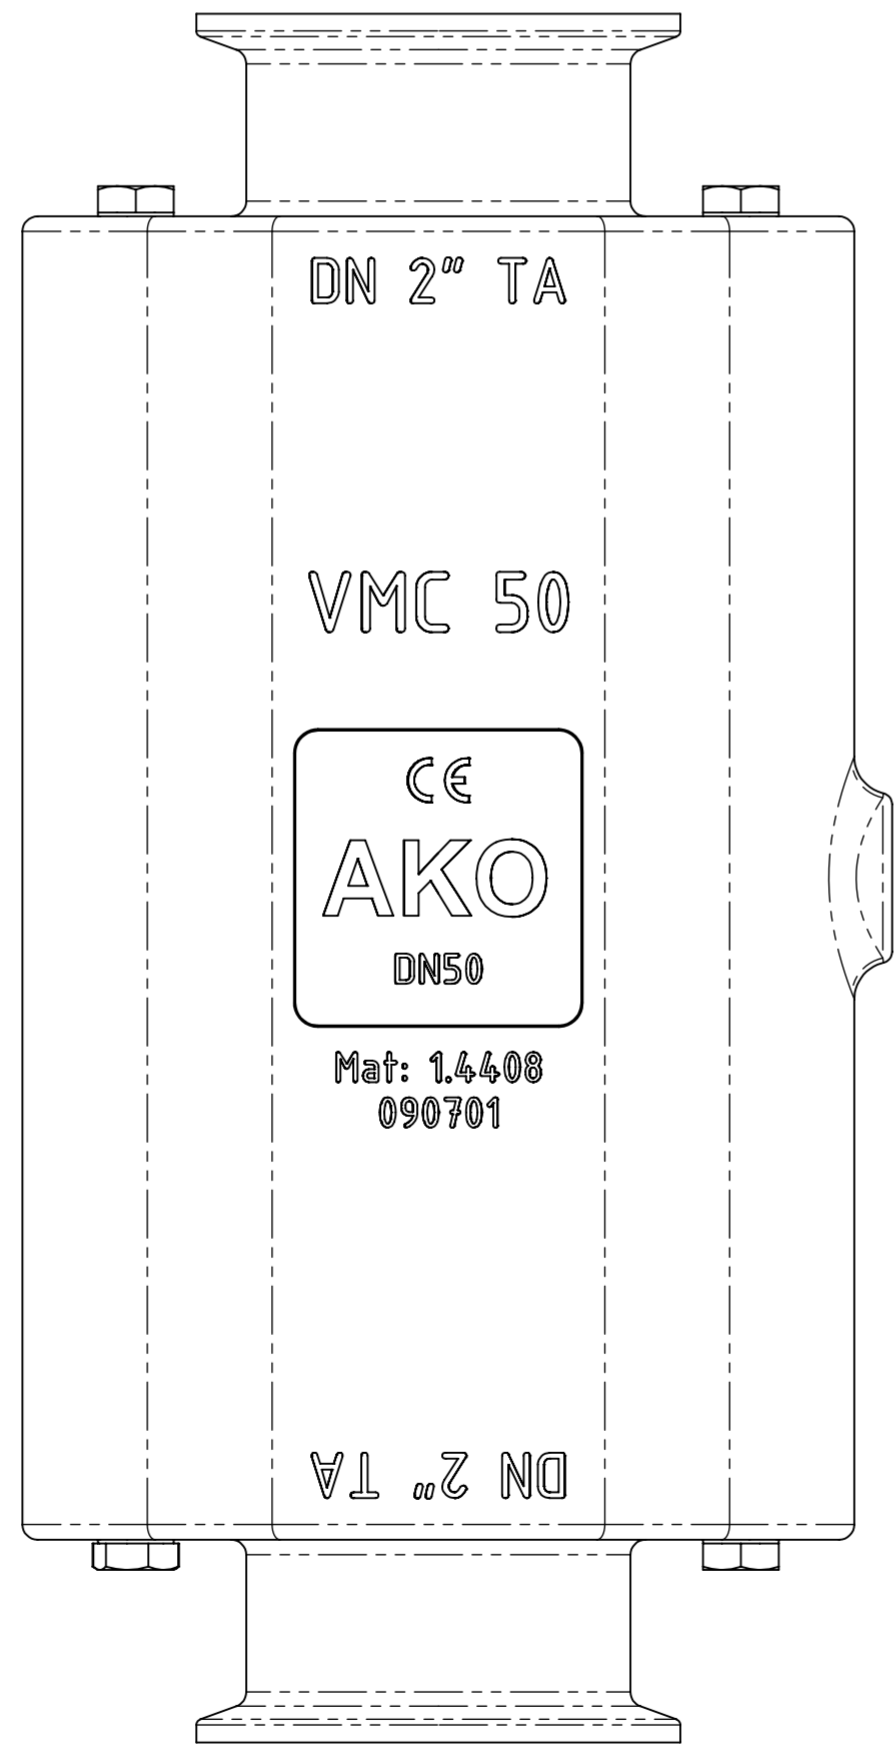 DN 2" TA
VMC 50
CE
AKO
DN50
Mat: 1.4408
090701
DN 2" TA